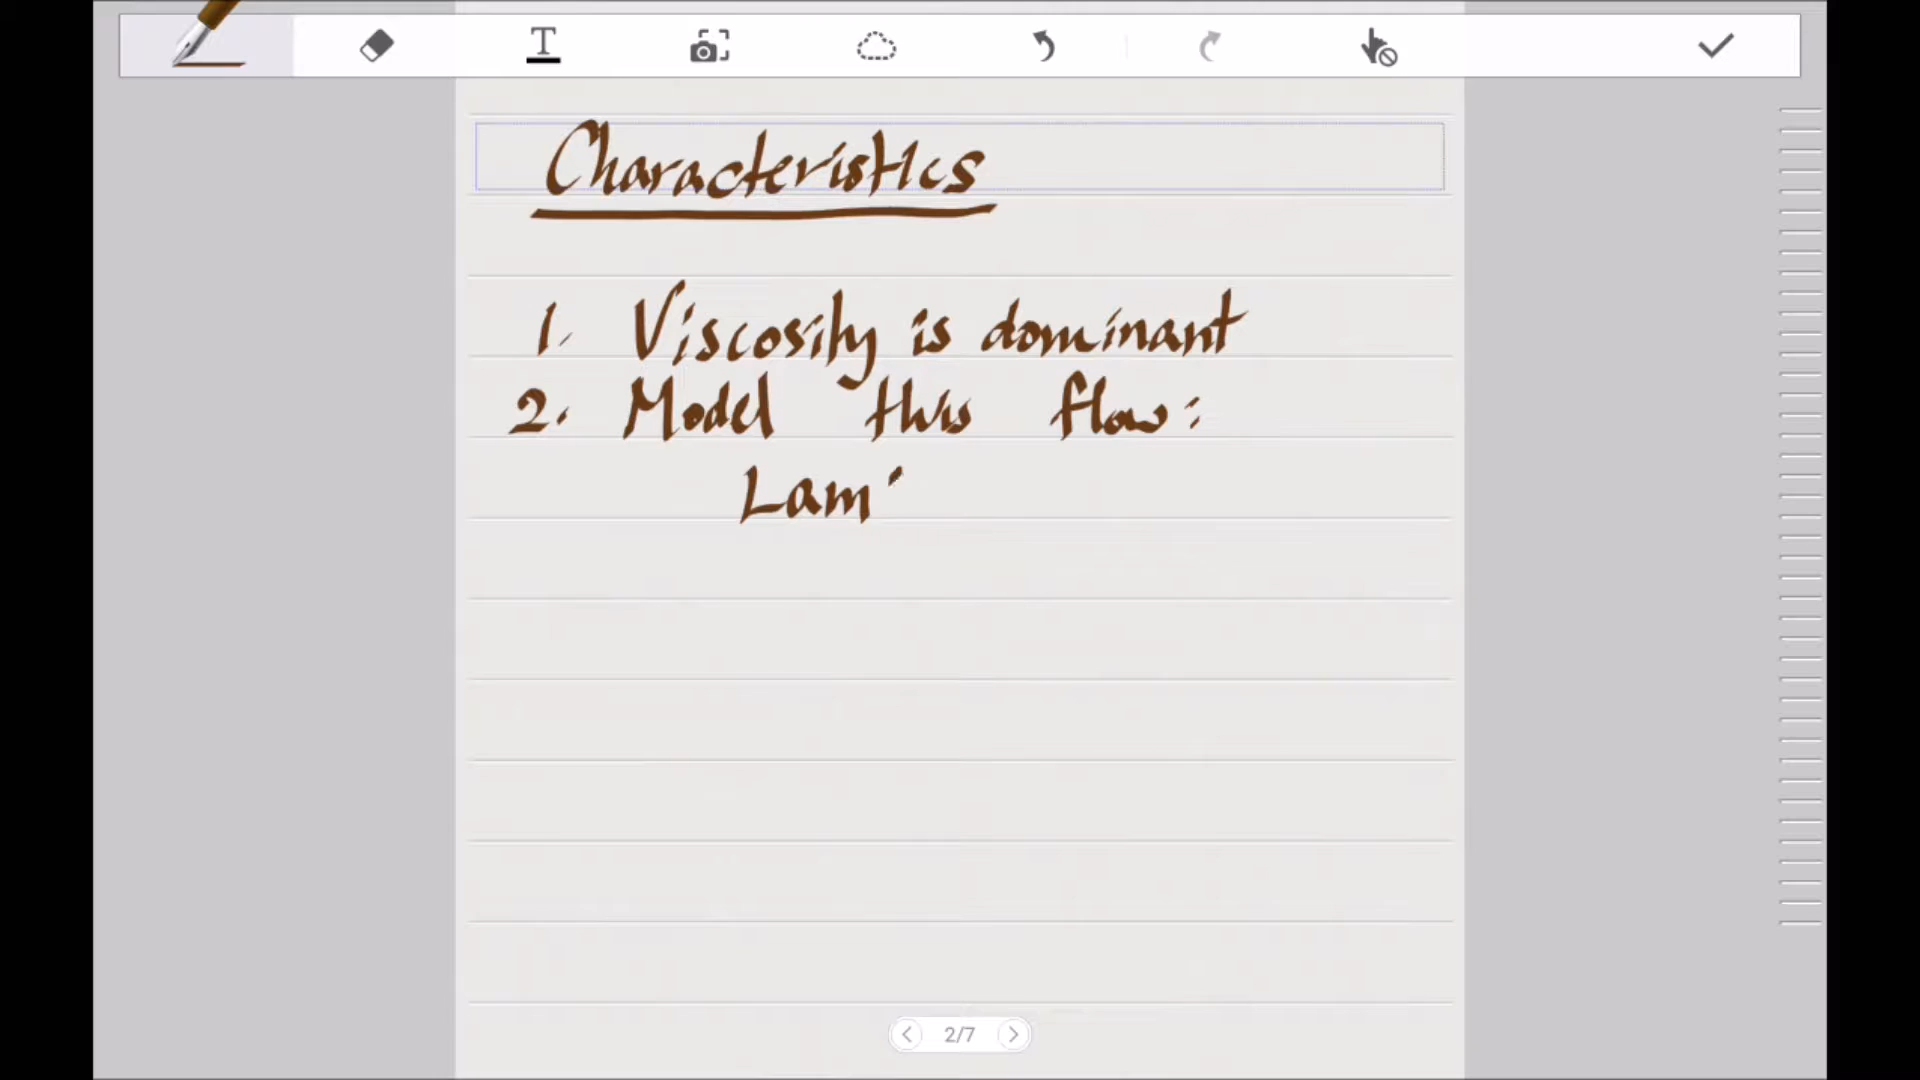 T
Characteristics
1. Viscosity is dominant
2. Model this flow:
Lam
2/7